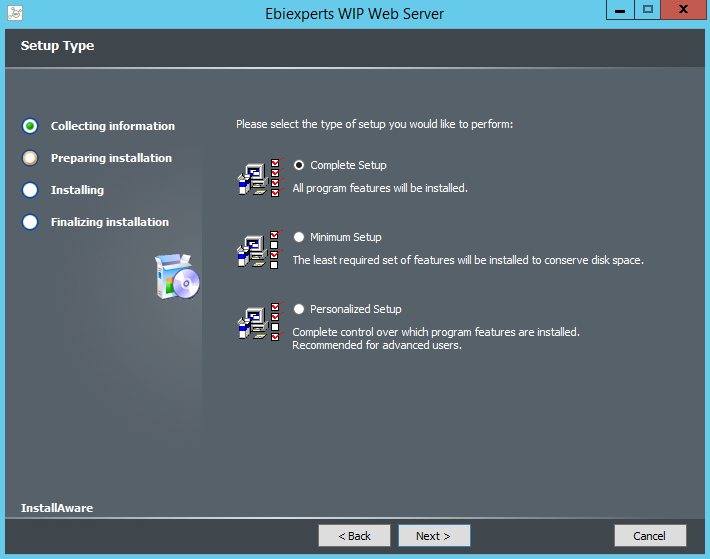 Ebiexperts WIP Web Server
Setup Type
Collecting information
Preparing installation
Installing
Finalizing installation
Please select the type of setup you would like to perform:
Complete Setup
All program features will be installed.
Minimum Setup
The least required set of features will be installed to conserve disk space.
Personalized Setup
Complete control over which program features are installed.
Recommended for advanced users.
InstallAware
< Back
Next >
Cancel